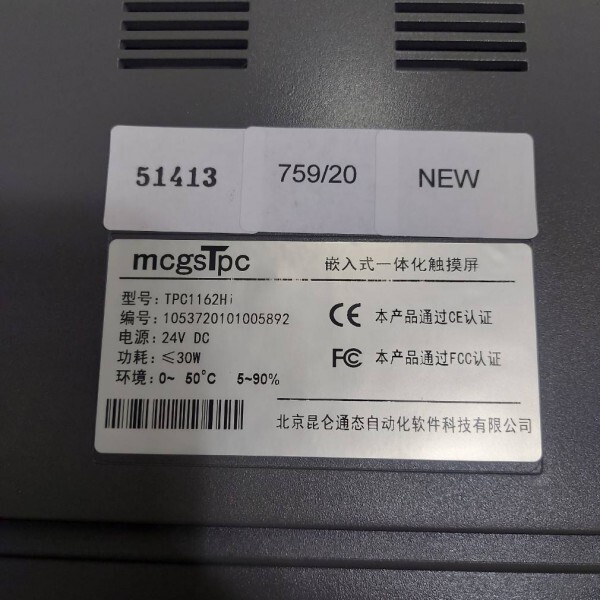 51413 759/20 NEW
mcgsTpc 嵌入式一体化触摸屏
型号: TPC1162Hi
编号: 1053720101005892
电源: 24V DC
功耗: ≤30W
环境: 0~ 50℃ 5~90%
CE 本产品通过CE认证
FC 本产品通过FCC认证
北京昆仑通态自动化软件科技有限公司